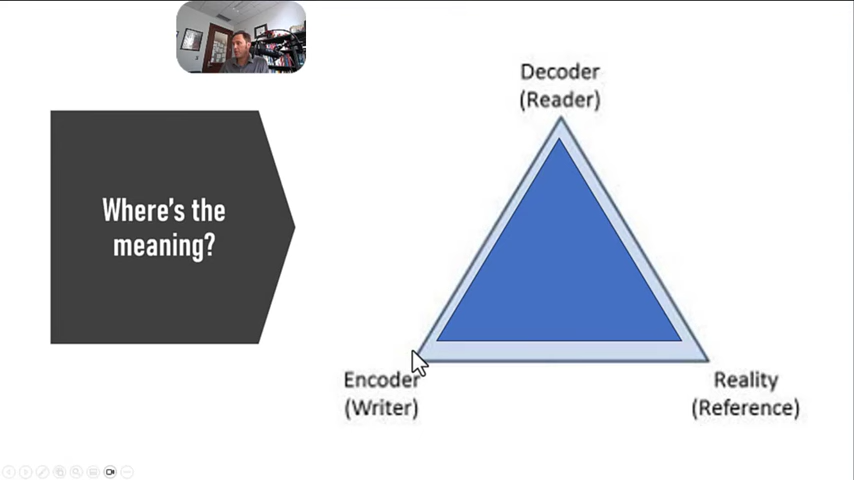 Where's the
meaning?
Decoder
(Reader)
Encoder
(Writer)
Reality
(Reference)